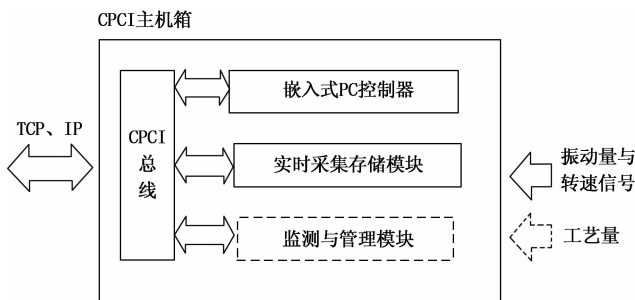 CPCI主机箱
嵌入式PC控制器
TCP、IP
CPCI
总
线
实时采集存储模块
振动量与
转速信号
监测与管理模块
工艺量